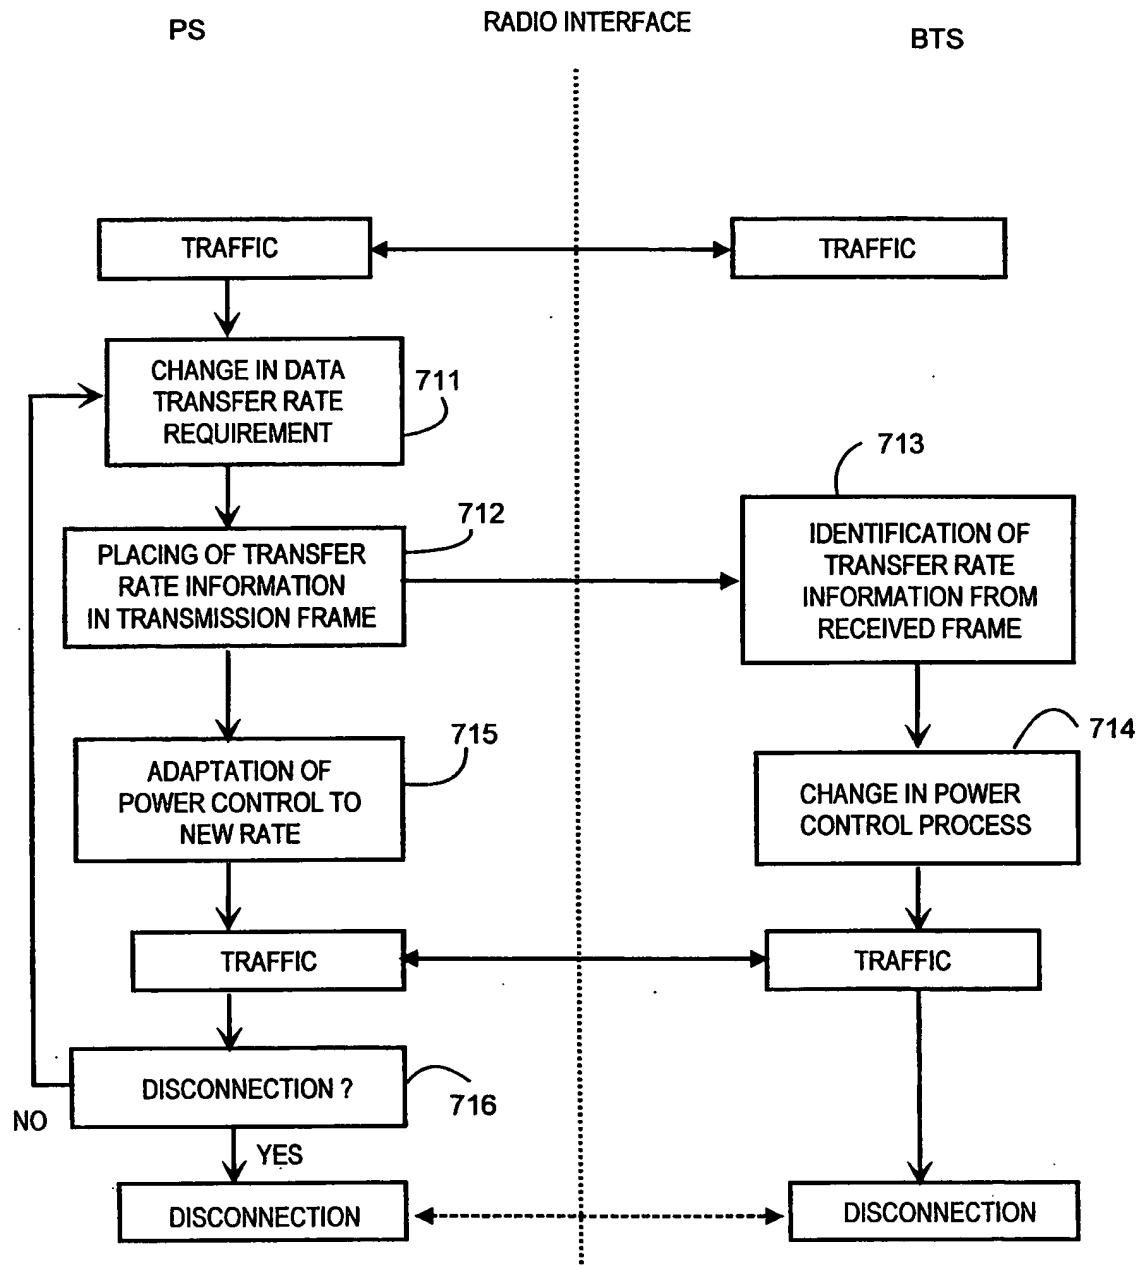 PS
RADIO INTERFACE
BTS
TRAFFIC
TRAFFIC
CHANGE IN DATA
TRANSFER RATE
REQUIREMENT
711
713
712
PLACING OF TRANSFER
RATE INFORMATION
IN TRANSMISSION FRAME
IDENTIFICATION OF
TRANSFER RATE
INFORMATION FROM
RECEIVED FRAME
715
714
ADAPTATION OF
POWER CONTROL TO
NEW RATE
CHANGE IN POWER
CONTROL PROCESS
TRAFFIC
TRAFFIC
DISCONNECTION ?
716
NO
YES
DISCONNECTION
DISCONNECTION